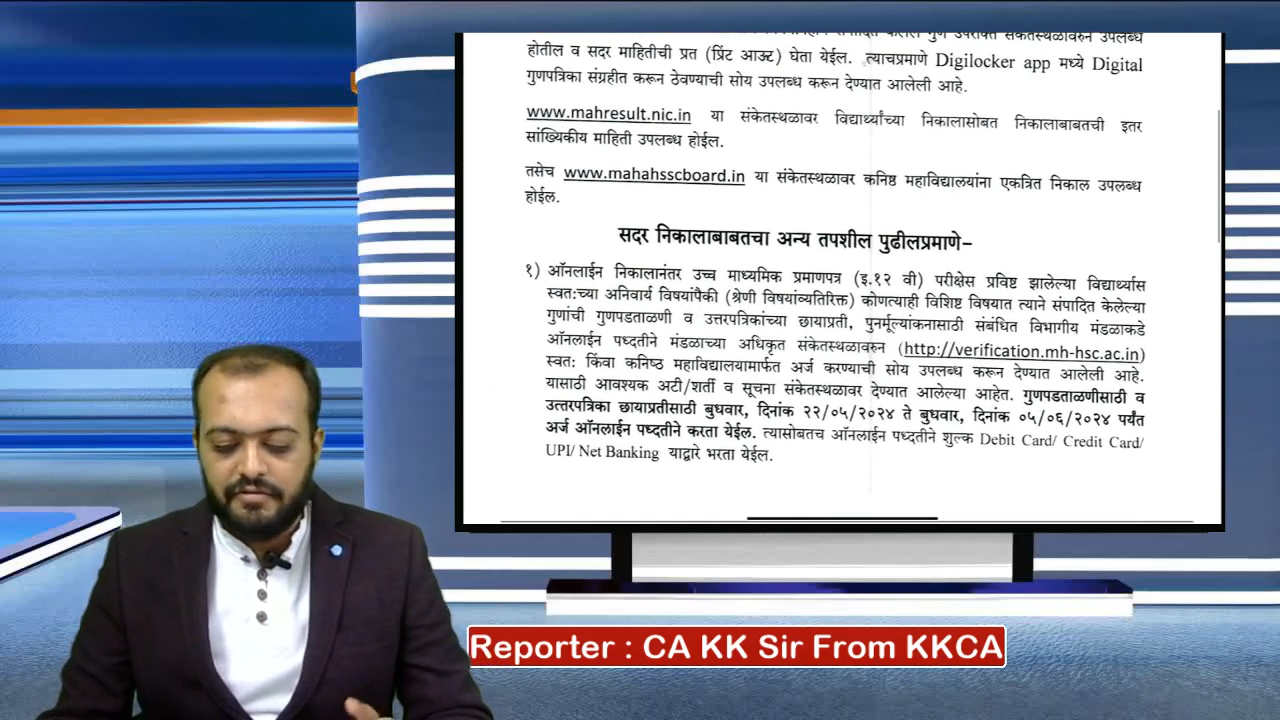 गुण उपरोक्त संकेतस्थळावरुन उपलब्ध
होतील व सदर माहितीची प्रत (प्रिंट आऊट) घेता येईल. त्याचप्रमाणे Digilocker app मध्ये Digital
गुणपत्रिका संग्रहीत करून ठेवण्याची सोय उपलब्ध करून देण्यात आलेली आहे.
www.mahresult.nic.in या संकेतस्थळावर विद्यार्थ्यांच्या निकालासोबत निकालाबाबतची इतर
सांख्यिकीय माहिती उपलब्ध होईल.
तसेच www.mahahsscboard.in या संकेतस्थळावर कनिष्ठ महाविद्यालयांना एकत्रित निकाल उपलब्ध
होईल.
सदर निकालाबाबतचा अन्य तपशील पुढीलप्रमाणे-
१) ऑनलाईन निकालानंतर उच्च माध्यमिक प्रमाणपत्र (इ.१२ वी) परीक्षेस प्रविष्ट झालेल्या विद्यार्थ्यास
स्वत:च्या अनिवार्य विषयांपैकी (श्रेणी विषयांव्यतिरिक्त) कोणत्याही विशिष्ट विषयात त्याने संपादित केलेल्या
गुणांची गुणपडताळणी व उत्तरपत्रिकांच्या छायाप्रती, पुनर्मूल्यांकनासाठी संबंधित विभागीय मंडळाकडे
ऑनलाईन पध्दतीने मंडळाच्या अधिकृत संकेतस्थळावरुन (http://verification.mh-hsc.ac.in)
स्वत: किंवा कनिष्ठ महाविद्यालयामार्फत अर्ज करण्याची सोय उपलब्ध करून देण्यात आलेली आहे.
यासाठी आवश्यक अटी/शर्ती व सूचना संकेतस्थळावर देण्यात आलेल्या आहेत. गुणपडताळणीसाठी व
उत्तरपत्रिका छायाप्रतीसाठी बुधवार, दिनांक २२/०५/२०२४ ते बुधवार, दिनांक ०५/०६/२०२४ पर्यंत
अर्ज ऑनलाईन पध्दतीने करता येईल. त्यासोबतच ऑनलाईन पध्दतीने शुल्क Debit Card/ Credit Card/
UPI/ Net Banking याद्वारे भरता येईल.
Reporter : CA KK Sir From KKCA